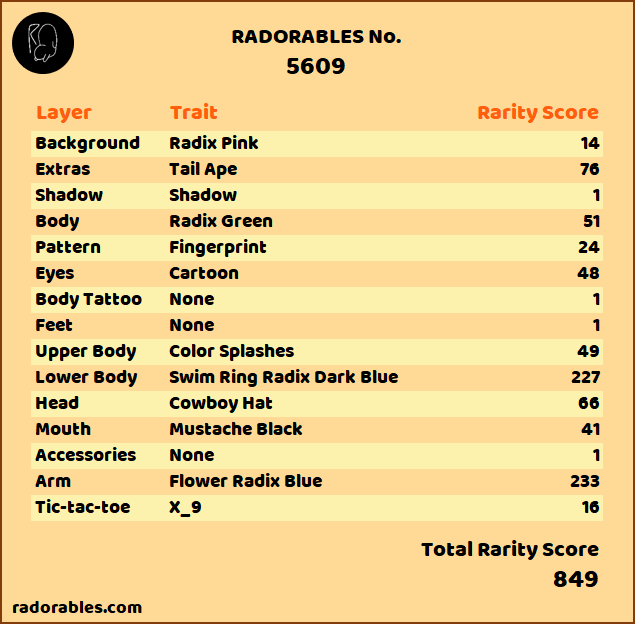 RADORABLES No.
5609
Layer Trait Rarity Score
Background Radix Pink 14
Extras Tail Ape 76
Shadow Shadow 1
Body Radix Green 51
Pattern Fingerprint 24
Eyes Cartoon 48
Body Tattoo None 1
Feet None 1
Upper Body Color Splashes 49
Lower Body Swim Ring Radix Dark Blue 227
Head Cowboy Hat 66
Mouth Mustache Black 41
Accessories None 1
Arm Flower Radix Blue 233
Tic-tac-toe X_9 16
Total Rarity Score
849
radorables.com